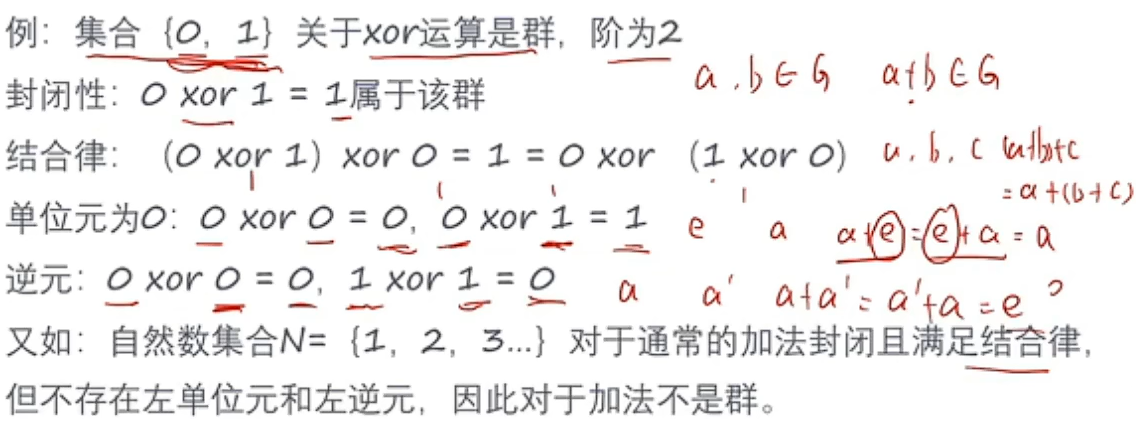 例：集合 {0，1} 关于xor运算是群，阶为2
a . b ∈ G   a+b ∈ G
封闭性：0 xor 1 = 1属于该群
结合律：（0 xor 1）xor 0 = 1 = 0 xor （1 xor 0）
a . b . c   (a+b)+c
= a+(b+c)
单位元为0：0 xor 0 = 0，0 xor 1 = 1
e   a   a+e = e+a = a
逆元：0 xor 0 = 0，1 xor 1 = 0
a   a'   a+a' = a'+a = e
又如：自然数集合N= {1，2，3...} 对于通常的加法封闭且满足结合律，
但不存在左单位元和左逆元，因此对于加法不是群。